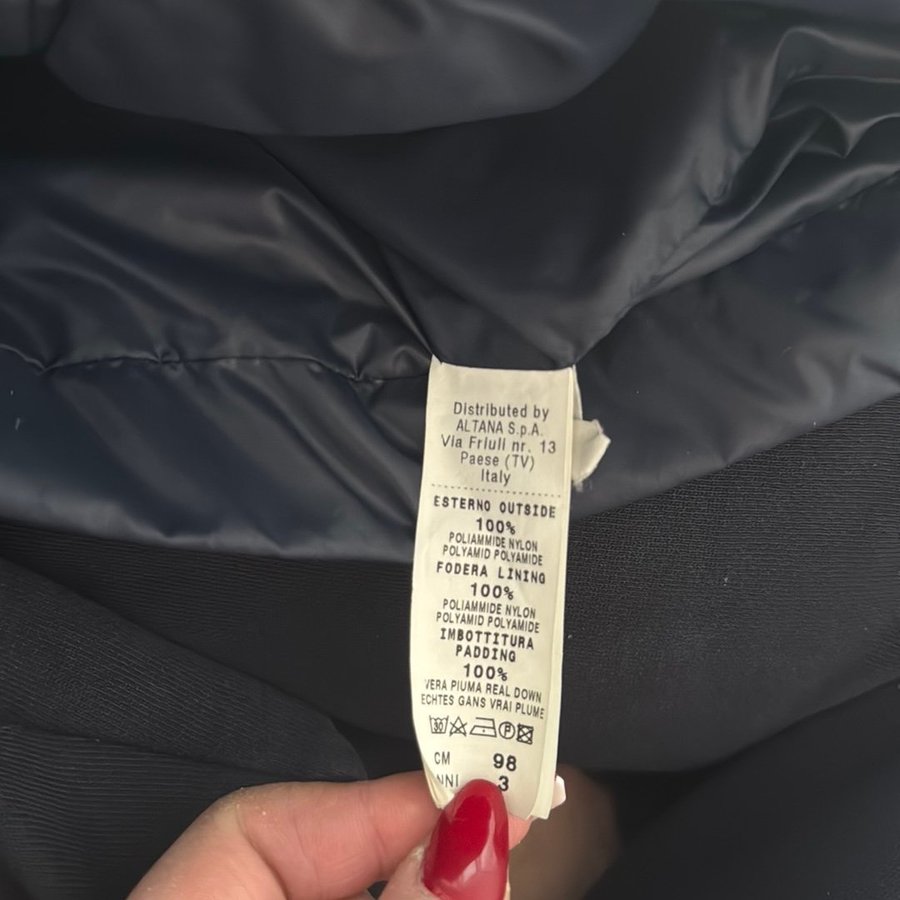 Distributed by
ALTANA S.p.A.
Via Friuli nr. 13
Paese (TV)
Italy
ESTERNO OUTSIDE
100%
POLIAMMIDE NYLON
POLYAMID POLYAMIDE
FODERA LINING
100%
POLIAMMIDE NYLON
POLYAMID POLYAMIDE
IMBOTTITURA
PADDING
100%
VERA PIUMA REAL DOWN
ECHTES GANS VRAI PLUME
30 P
CM 98
NNI 3